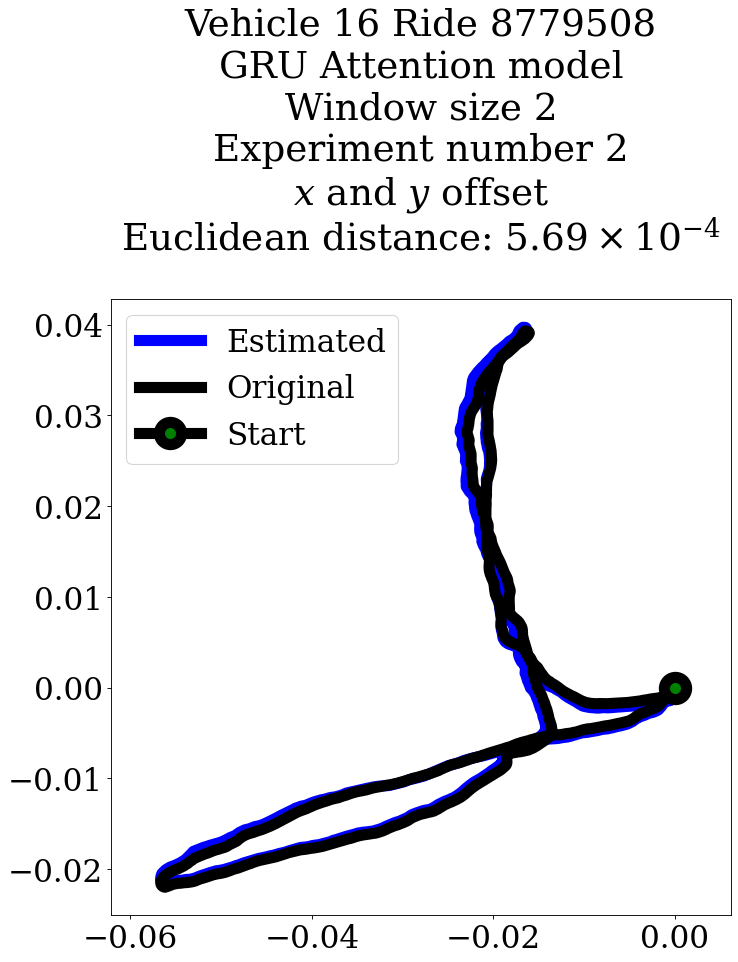 Vehicle 16 Ride 8779508
GRU Attention model
Window size 2
Experiment number 2
x and y offset
Euclidean distance: 5.69 × 10⁻⁴
Estimated
Original
Start
0.04
0.03
0.02
0.01
0.00
−0.01
−0.02
−0.06 −0.04 −0.02 0.00